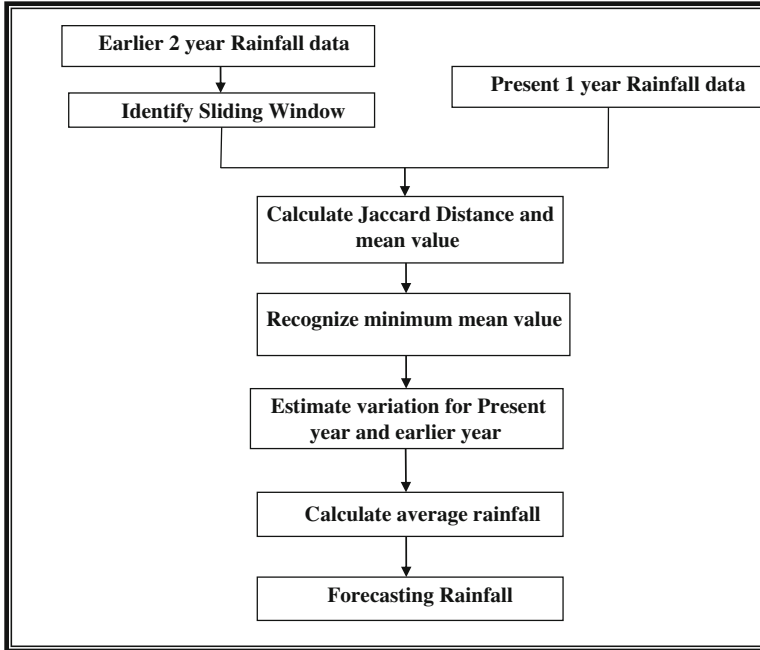 Earlier 2 year Rainfall data
Present 1 year Rainfall data
Identify Sliding Window
Calculate Jaccard Distance and
mean value
Recognize minimum mean value
Estimate variation for Present
year and earlier year
Calculate average rainfall
Forecasting Rainfall